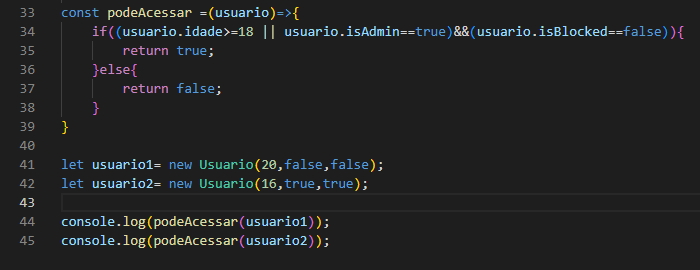 33 const podeAcessar =(usuario)=>{
34     if((usuario.idade>=18 || usuario.isAdmin==true)&&(usuario.isBlocked==false)){
35         return true;
36     }else{
37         return false;
38     }
39 }
40
41 let usuario1= new Usuario(20,false,false);
42 let usuario2= new Usuario(16,true,true);
43
44 console.log(podeAcessar(usuario1));
45 console.log(podeAcessar(usuario2));